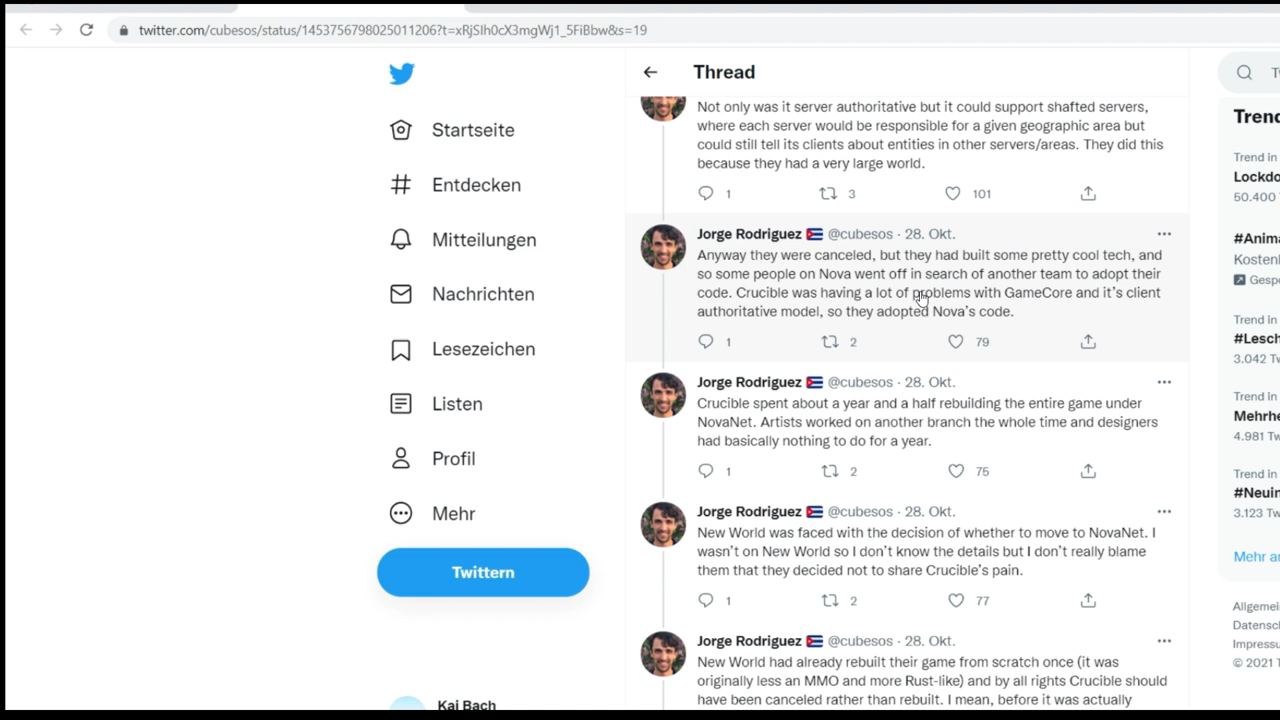 twitter.com/cubesos/status/1453756798025011206?t=xRjSIh0cX3mgWj1_5FiBbw&s=19
Startseite
Entdecken
Mitteilungen
Nachrichten
Lesezeichen
Listen
Profil
Mehr
Twittern
Kai Bach
Thread
Not only was it server authoritative but it could support shafted servers,
where each server would be responsible for a given geographic area but
could still tell its clients about entities in other servers/areas. They did this
because they had a very large world.
1 3 101
Jorge Rodriguez @cubesos · 28. Okt.
Anyway they were canceled, but they had built some pretty cool tech, and
so some people on Nova went off in search of another team to adopt their
code. Crucible was having a lot of problems with GameCore and it's client
authoritative model, so they adopted Nova's code.
1 2 79
Jorge Rodriguez @cubesos · 28. Okt.
Crucible spent about a year and a half rebuilding the entire game under
NovaNet. Artists worked on another branch the whole time and designers
had basically nothing to do for a year.
1 2 75
Jorge Rodriguez @cubesos · 28. Okt.
New World was faced with the decision of whether to move to NovaNet. I
wasn't on New World so I don't know the details but I don't really blame
them that they decided not to share Crucible's pain.
1 2 77
Jorge Rodriguez @cubesos · 28. Okt.
New World had already rebuilt their game from scratch once (it was
originally less an MMO and more Rust-like) and by all rights Crucible should
have been canceled rather than rebuilt. I mean, before it was actually
Tw
Trend
Trend in
Lockdo
50.400
#Anima
Kostenl
Gesp
Trend in
#Lesch
3.042 Tw
Trend in
Mehrhe
4.981 Tw
Trend in
#Neuin
3.123 Tw
Mehr an
Allgemei
Datensch
Impressu
© 2021 T